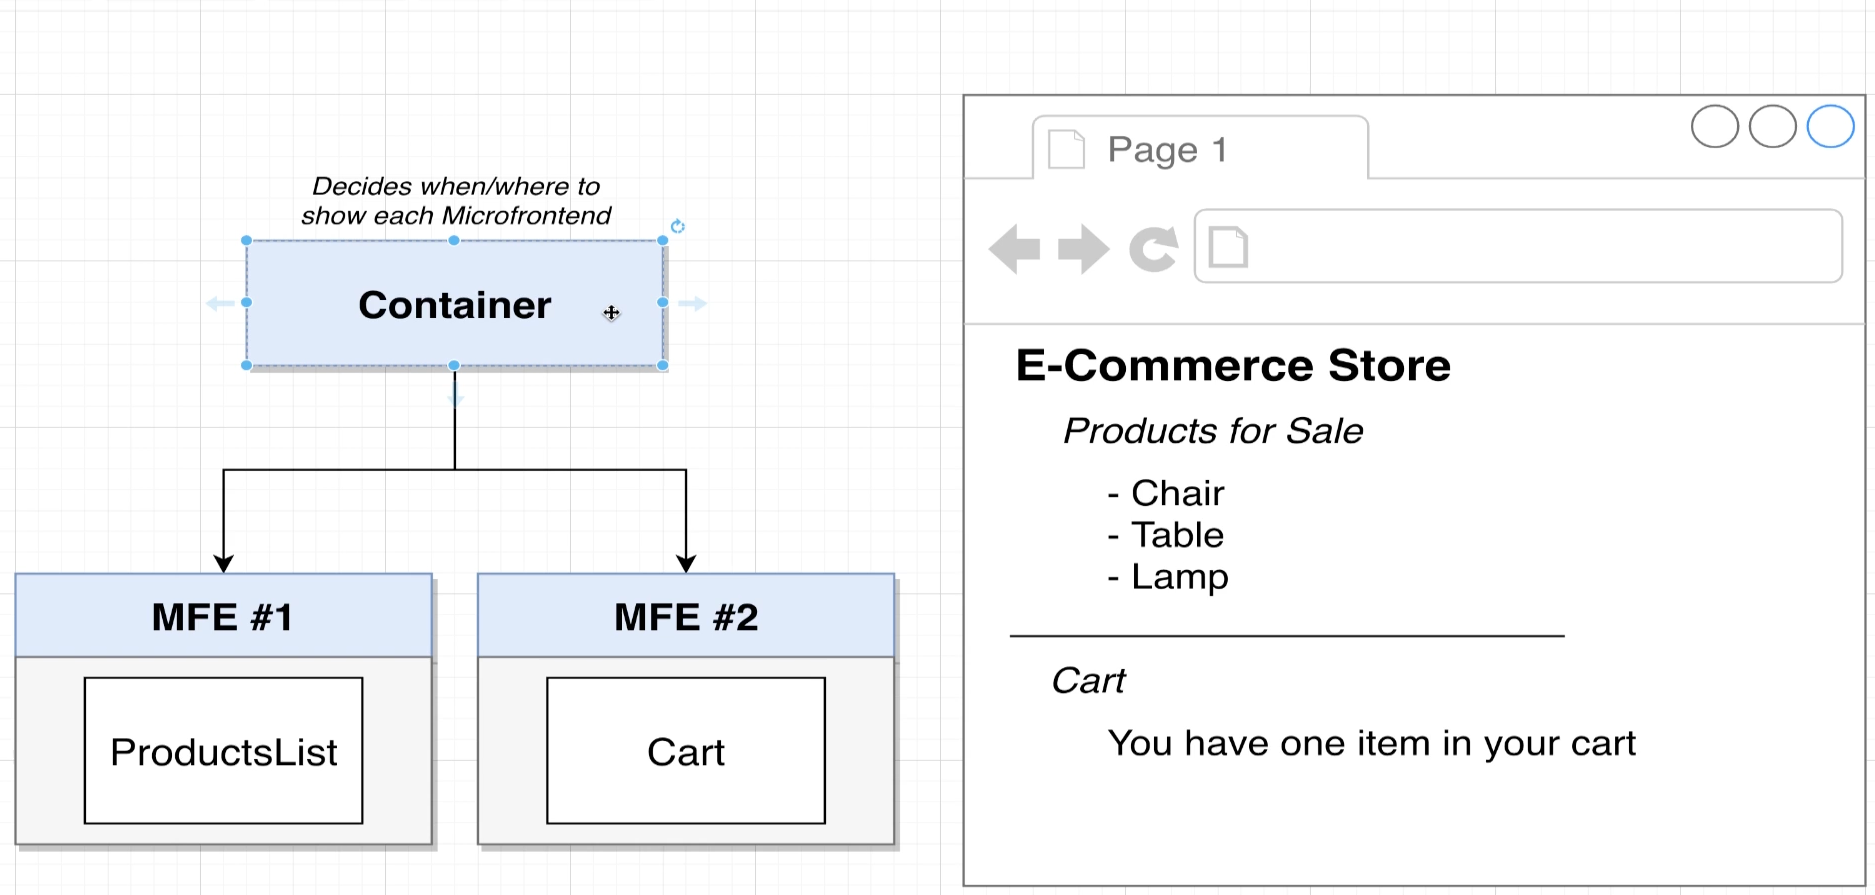 Decides when/where to
show each Microfrontend
Container
MFE #1
ProductsList
MFE #2
Cart
Page 1
E-Commerce Store
Products for Sale
- Chair
- Table
- Lamp
Cart
You have one item in your cart